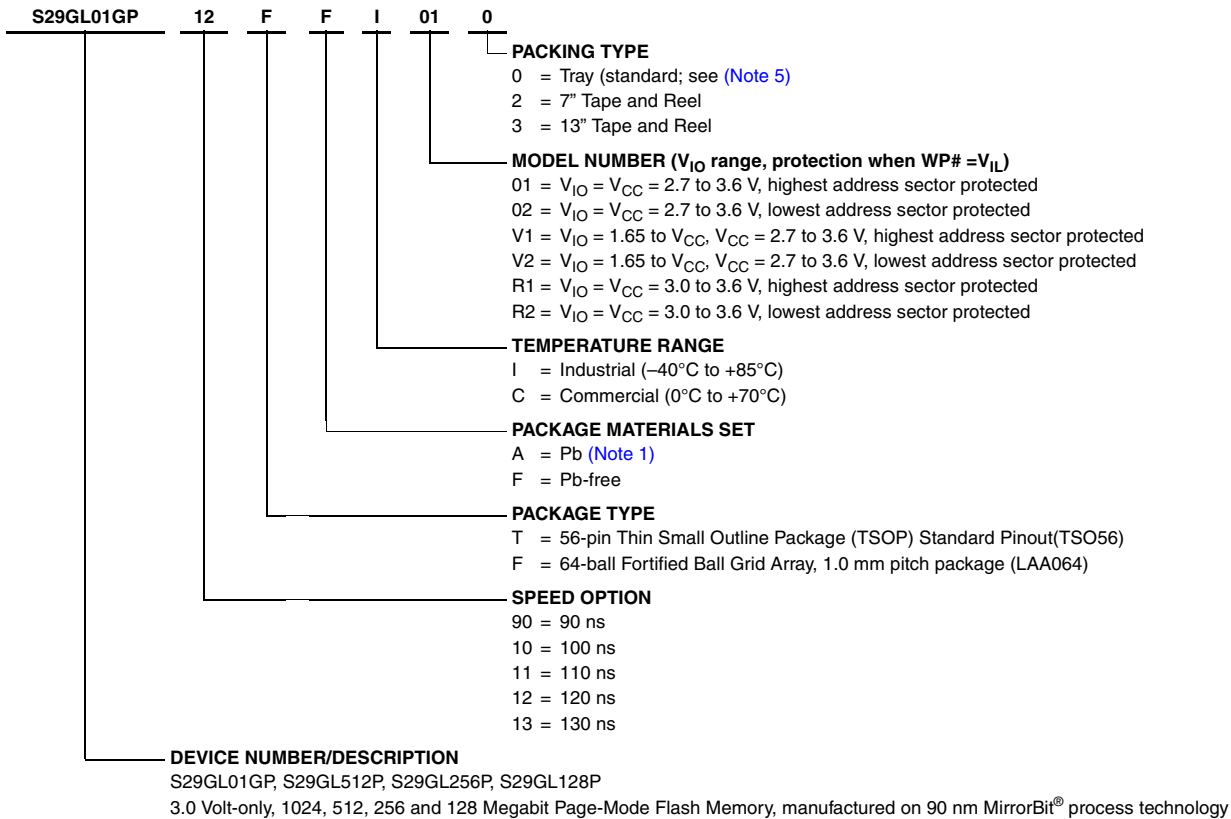 S29GL01GP 12 F F I 01 0
PACKING TYPE
0 = Tray (standard; see (Note 5)
2 = 7” Tape and Reel
3 = 13” Tape and Reel
MODEL NUMBER (VIO range, protection when WP# =VIL)
01 = VIO = VCC = 2.7 to 3.6 V, highest address sector protected
02 = VIO = VCC = 2.7 to 3.6 V, lowest address sector protected
V1 = VIO = 1.65 to VCC, VCC = 2.7 to 3.6 V, highest address sector protected
V2 = VIO = 1.65 to VCC, VCC = 2.7 to 3.6 V, lowest address sector protected
R1 = VIO = VCC = 3.0 to 3.6 V, highest address sector protected
R2 = VIO = VCC = 3.0 to 3.6 V, lowest address sector protected
TEMPERATURE RANGE
I = Industrial (–40°C to +85°C)
C = Commercial (0°C to +70°C)
PACKAGE MATERIALS SET
A = Pb (Note 1)
F = Pb-free
PACKAGE TYPE
T = 56-pin Thin Small Outline Package (TSOP) Standard Pinout(TSO56)
F = 64-ball Fortified Ball Grid Array, 1.0 mm pitch package (LAA064)
SPEED OPTION
90 = 90 ns
10 = 100 ns
11 = 110 ns
12 = 120 ns
13 = 130 ns
DEVICE NUMBER/DESCRIPTION
S29GL01GP, S29GL512P, S29GL256P, S29GL128P
3.0 Volt-only, 1024, 512, 256 and 128 Megabit Page-Mode Flash Memory, manufactured on 90 nm MirrorBit® process technology